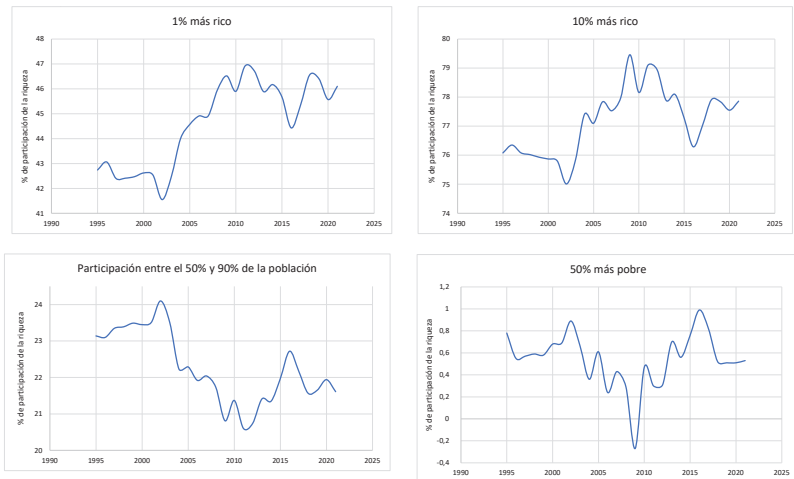 1% más rico
% de participación de la riqueza
48
47
46
45
44
43
42
41
1990 1995 2000 2005 2010 2015 2020 2025
10% más rico
% de participación de la riqueza
80
79
78
77
76
75
74
1990 1995 2000 2005 2010 2015 2020 2025
Participación entre el 50% y 90% de la población
% de participación de la riqueza
24
23
22
21
20
1990 1995 2000 2005 2010 2015 2020 2025
50% más pobre
% de participación de la riqueza
1,2
1
0,8
0,6
0,4
0,2
0
-0,2
-0,4
1990 1995 2000 2005 2010 2015 2020 2025